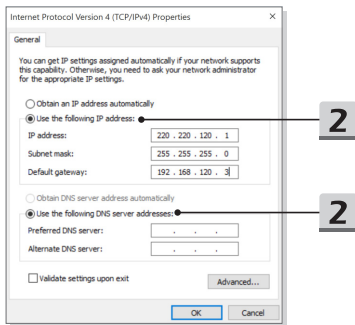 Internet Protocol Version 4 (TCP/IPv4) Properties
General
You can get IP settings assigned automatically if your network supports
this capability. Otherwise, you need to ask your network administrator
for the appropriate IP settings.
Obtain an IP address automatically
Use the following IP address:
2
IP address: 220 . 220 . 120 . 1
Subnet mask: 255 . 255 . 255 . 0
Default gateway: 192 . 168 . 120 . 3
Obtain DNS server address automatically
Use the following DNS server addresses:
2
Preferred DNS server: . . .
Alternate DNS server: . . .
Validate settings upon exit
Advanced...
OK Cancel